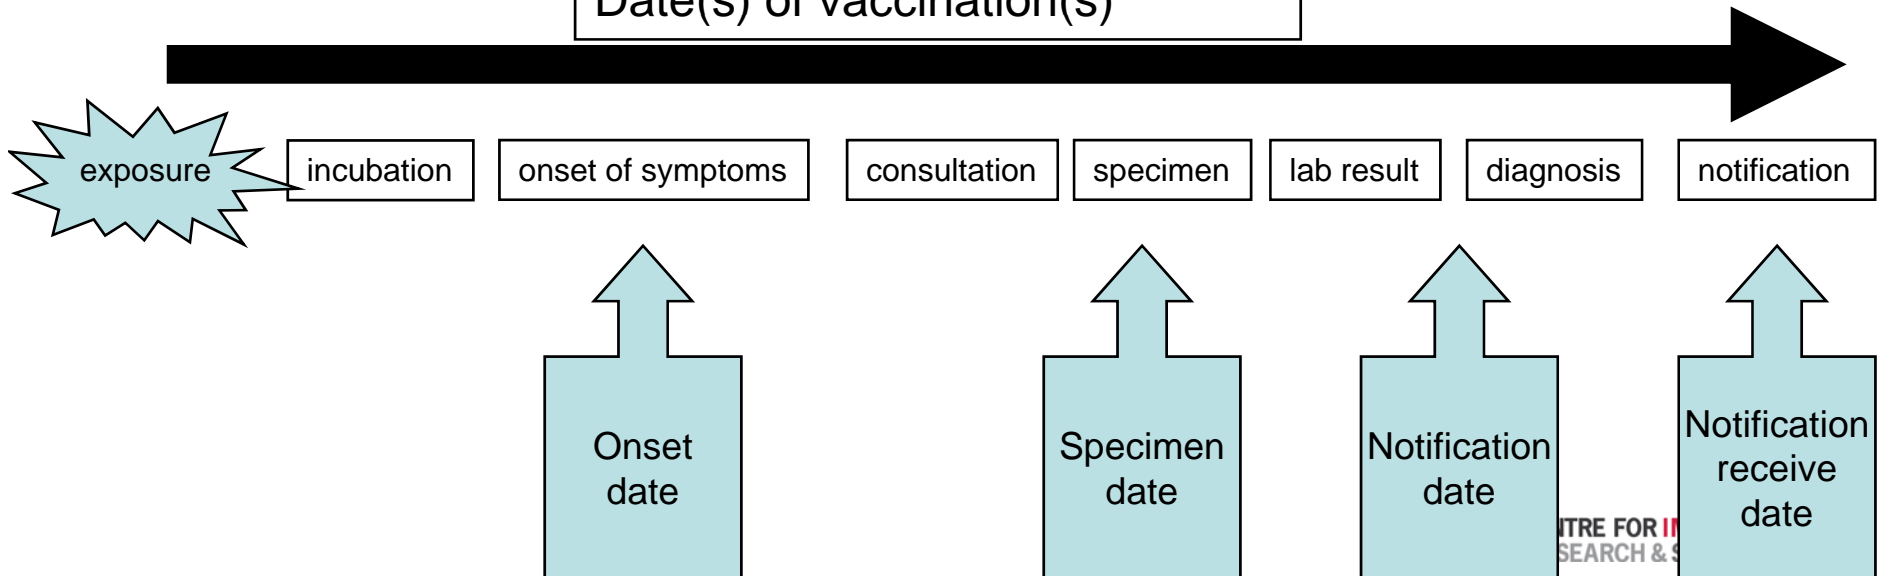 Date(s) of vaccination(s)
exposure
incubation
onset of symptoms
consultation
specimen
lab result
diagnosis
notification
Onset
date
Specimen
date
Notification
date
Notification
receive
date
FOR
&